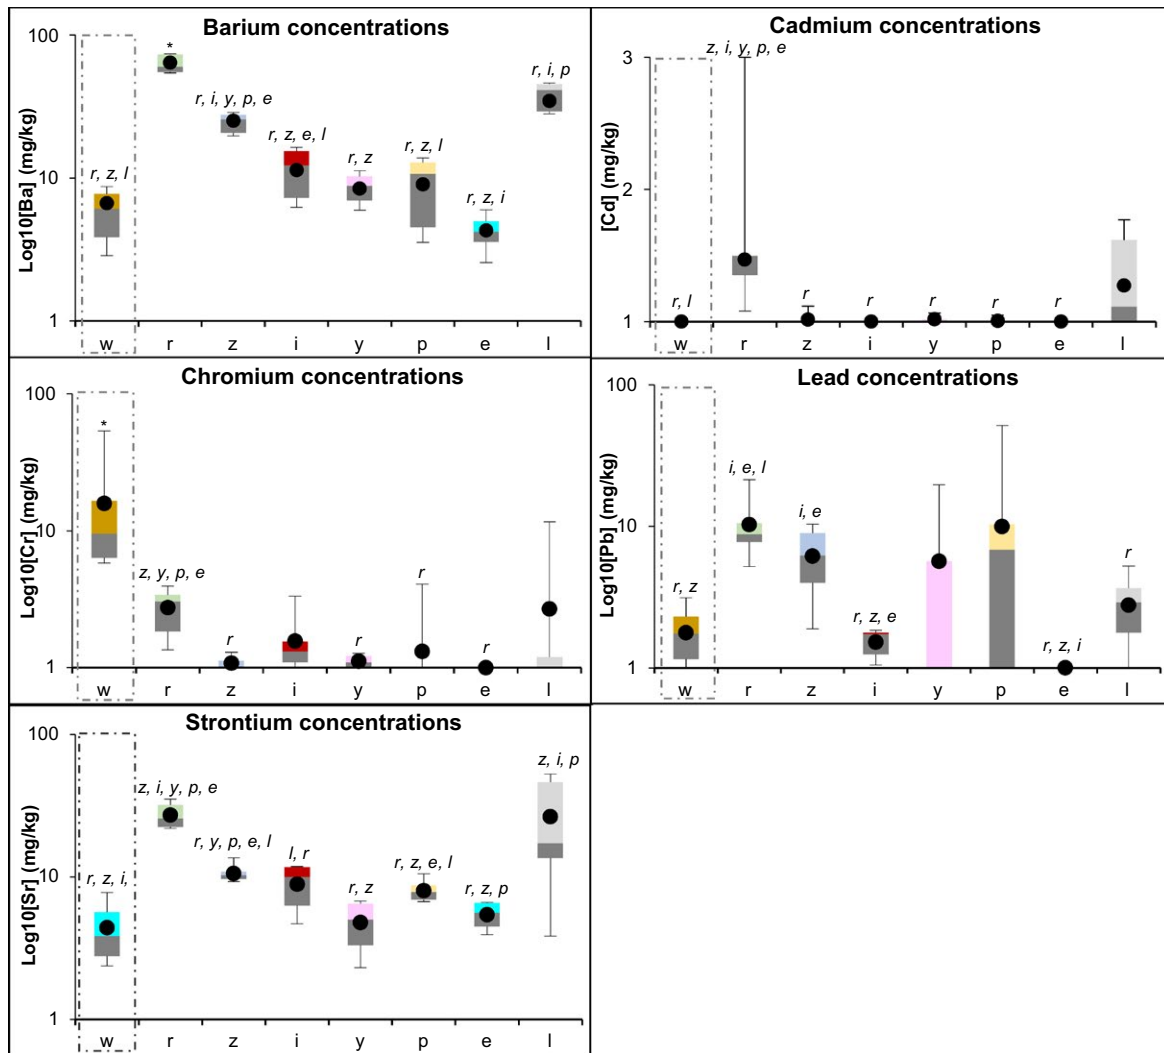 Barium concentrations
Log10[Ba] (mg/kg)
100
10
1
r, z, l
*
r, i, y, p, e
r, z, e, l
r, z
r, z, l
r, z, i
r, i, p
w r z i y p e l
Cadmium concentrations
[Cd] (mg/kg)
3
2
1
z, i, y, p, e
r, l
r
r
r
r
r
w r z i y p e l
Chromium concentrations
Log10[Cr] (mg/kg)
100
10
1
*
z, y, p, e
r
r
r
r
w r z i y p e l
Lead concentrations
Log10[Pb] (mg/kg)
100
10
1
r, z
i, e, l
i, e
r, z, e
r, z, i
r
w r z i y p e l
Strontium concentrations
Log10[Sr] (mg/kg)
100
10
1
r, z, i,
z, i, y, p, e
r, y, p, e, l
l, r
r, z
r, z, e, l
r, z, p
z, i, p
w r z i y p e l